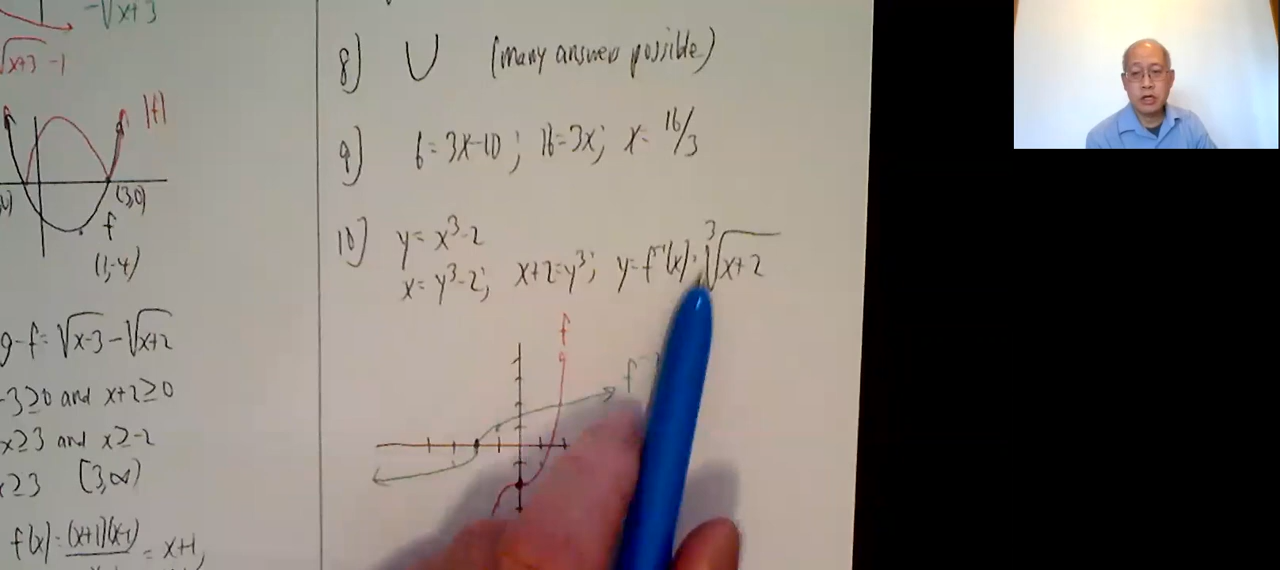 -√x+3
√x+3 -1
|f|
(3,0)
f
(1,-4)
g-f=√x-3-√x+2
-3≥0 and x+2≥0
x≥3 and x≥-2
x≥3 [3,∞)
f(x)=(x+1)(x-1)
= x+1,
8) U (many answer possible)
9) 6=3x-10; 16=3x; x=16/3
10) y=x³-2
x=y³-2; x+2=y³; y=f⁻¹(x)=∛x+2
f
f⁻¹